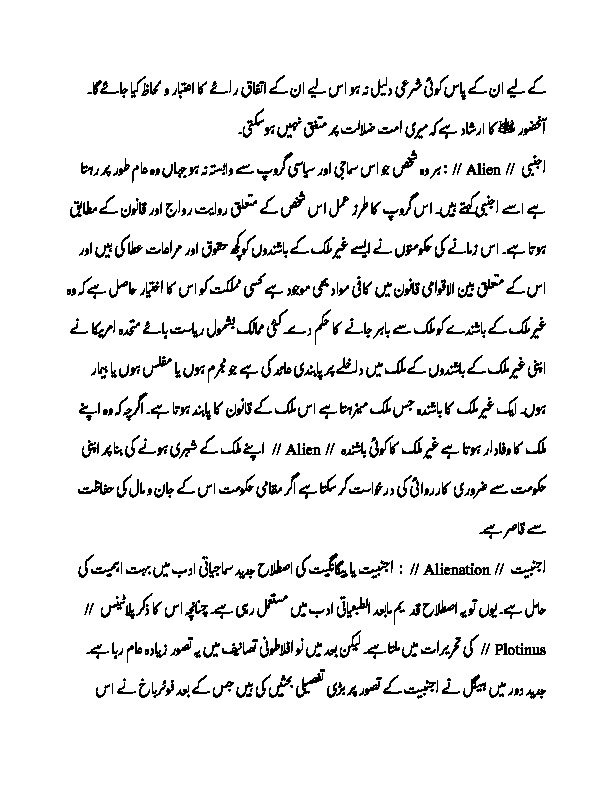 کے لیے ان کے پاس کوئی شرعی دلیل نہ ہو اس لیے ان کے اتفاق رائے کا اعتبار و لحاظ کیا جائے گا۔
آنحضور ﷺ کا ارشاد ہے کہ میری امت ضلالت پر متفق نہیں ہو سکتی۔
اجنبی // Alien // : ہر وہ شخص جو اس سماجی اور سیاسی گروپ سے وابستہ نہ ہو جہاں وہ عام طور پر رہتا
ہے اسے اجنبی کہتے ہیں۔ اس گروپ کا طرز عمل اس شخص کے متعلق روایت رواج اور قانون کے مطابق
ہوتا ہے۔ اس زمانے کی حکومتوں نے ایسے غیر ملک کے باشندوں کو کچھ حقوق اور مراعات عطا کی ہیں اور
اس کے متعلق بین الاقوامی قانون میں کافی مواد بھی موجود ہے کسی مملکت کو اس کا اختیار حاصل ہے کہ وہ
غیر ملک کے باشندے کو ملک سے باہر جانے کا حکم دے۔ کئی ممالک بشمول ریاست ہائے متحدہ امریکا نے
اپنی غیر ملک کے باشندوں کے ملک میں داخلے پر پابندی عائد کی ہے جو مجرم ہوں یا مفلس ہوں یا بیمار
ہوں۔ ایک غیر ملک کا باشندہ جس ملک میں رہتا ہے اس ملک کے قانون کا پابند ہوتا ہے۔ اگرچہ کہ وہ اپنے
ملک کا وفادار ہوتا ہے غیر ملک کا کوئی باشندہ // Alien // اپنے ملک کے شہری ہونے کی بنا پر اپنی
حکومت سے ضروری کارروائی کی درخواست کر سکتا ہے اگر مقامی حکومت اس کے جان و مال کی حفاظت
سے قاصر ہے۔
اجنبیت // Alienation // : اجنبیت یا بیگانگیت کی اصطلاح جدید سماجیاتی ادب میں بہت اہمیت کی
حامل ہے۔ یوں تو یہ اصطلاح قدیم مابعد الطبعیاتی ادب میں مستعمل رہی ہے۔ چنانچہ اس کا ذکر پلاٹینس //
Plotinus // کی تحریرات میں ملتا ہے۔ لیکن بعد میں نو افلاطونی تصانیف میں یہ تصور زیادہ عام رہا ہے۔
جدید دور میں ہیگل نے اجنبیت کے تصور پر بڑی تفصیلی بحثیں کی ہیں جس کے بعد فوئرباخ نے اس